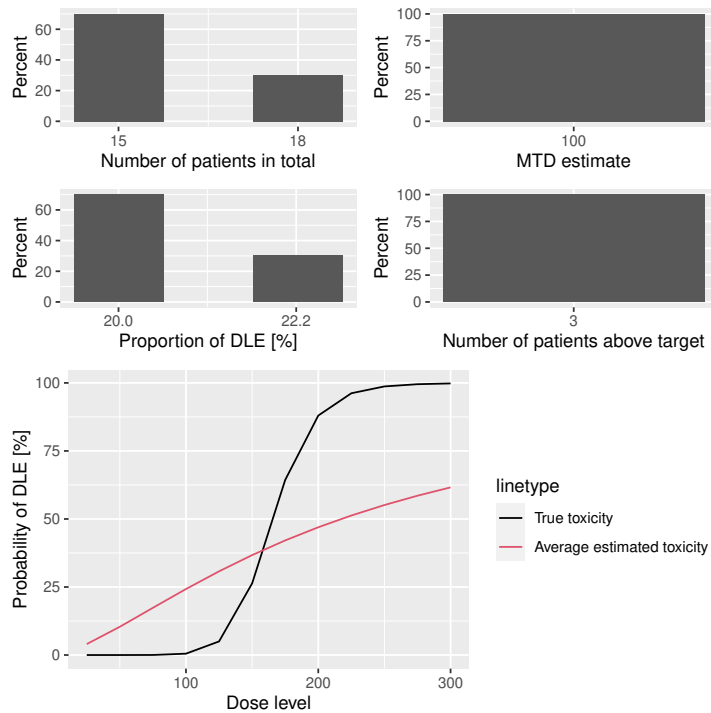 Percent
60
40
20
0
15
18
Number of patients in total
Percent
100
75
50
25
0
100
MTD estimate
Percent
60
40
20
0
20.0
22.2
Proportion of DLE [%]
Percent
100
75
50
25
0
3
Number of patients above target
Probability of DLE [%]
100
75
50
25
0
100
200
300
Dose level
linetype
True toxicity
Average estimated toxicity